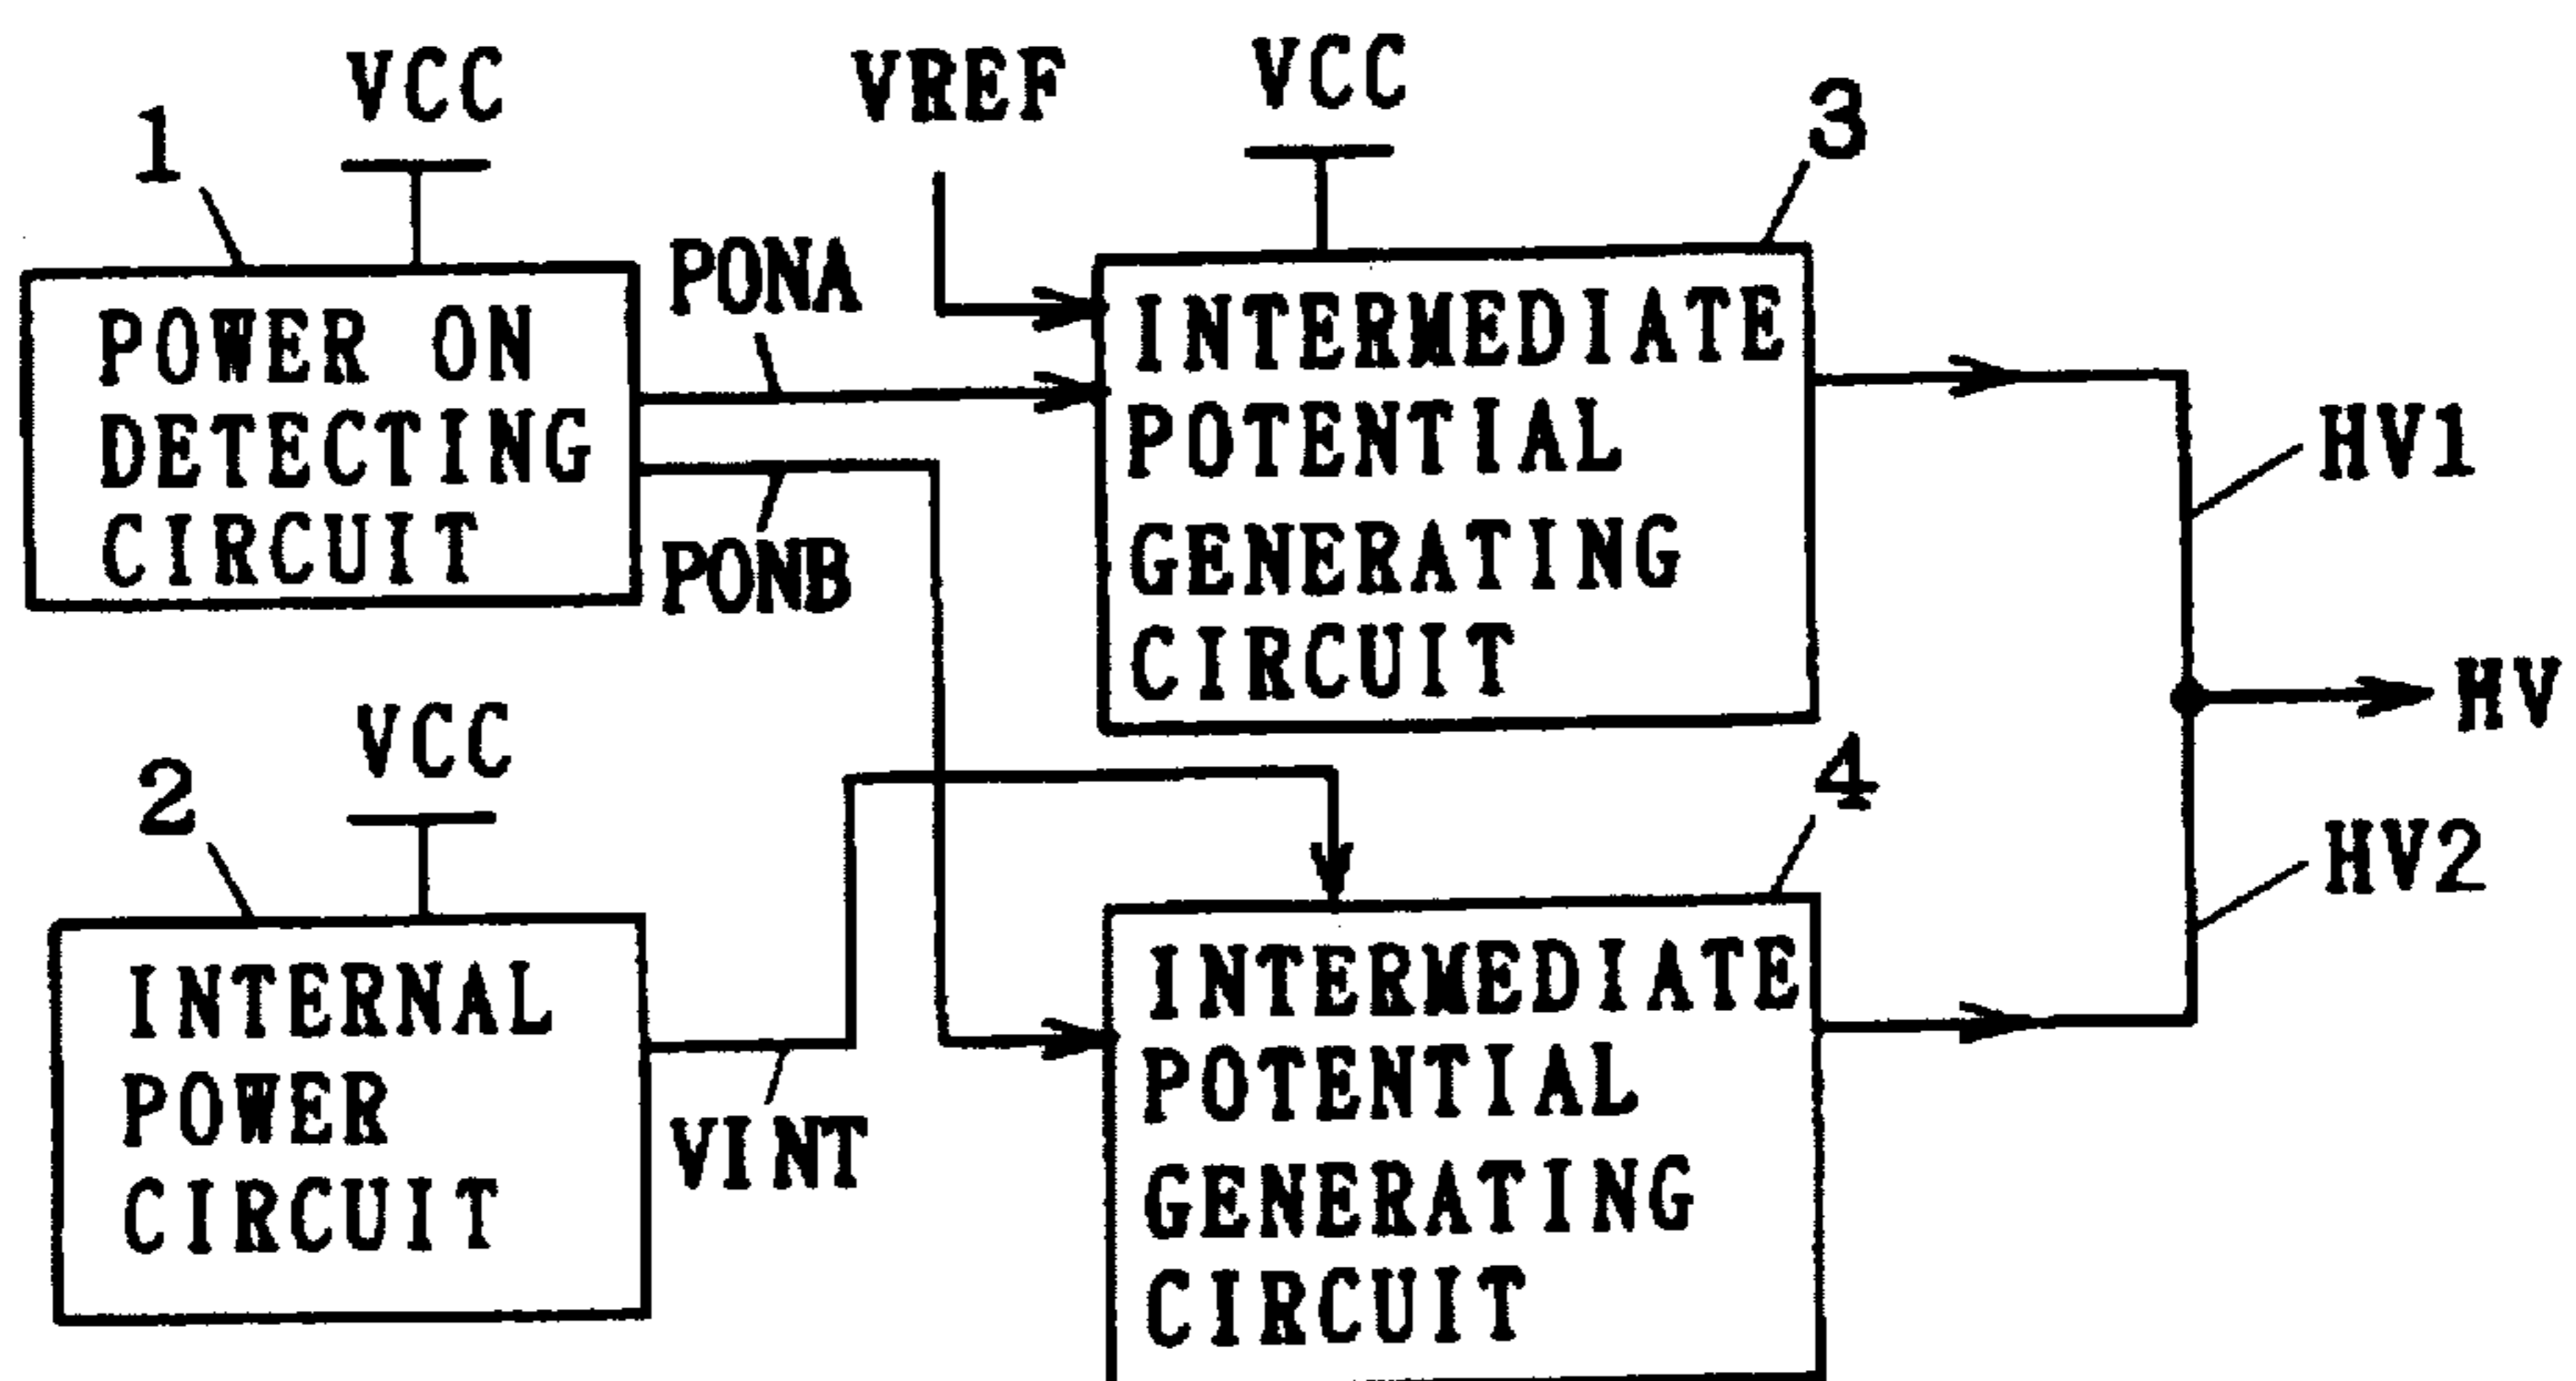 VCC
VREF
VCC
1
3
PONA
POWER ON
DETECTING
CIRCUIT
PONB
INTERMEDIATE
POTENTIAL
GENERATING
CIRCUIT
HV1
HV
VCC
2
4
HV2
INTERNAL
POWER
CIRCUIT
VINT
INTERMEDIATE
POTENTIAL
GENERATING
CIRCUIT